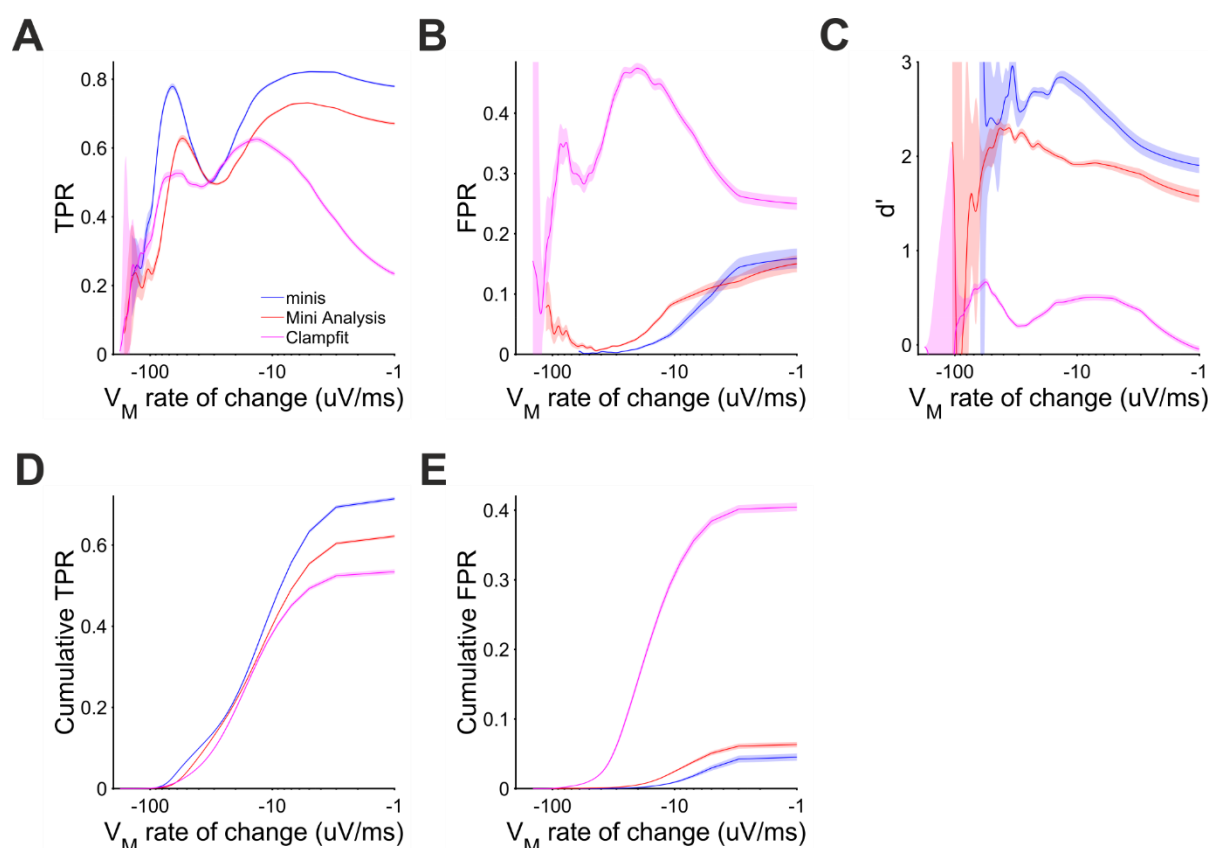 A
TPR
0.8
0.6
0.4
0.2
0
-100
-10
-1
V_M rate of change (uV/ms)
minis
Mini Analysis
Clampfit
B
FPR
0.4
0.3
0.2
0.1
0
-100
-10
-1
V_M rate of change (uV/ms)
C
d'
3
2
1
0
-100
-10
-1
V_M rate of change (uV/ms)
D
Cumulative TPR
0.6
0.4
0.2
0
-100
-10
-1
V_M rate of change (uV/ms)
E
Cumulative FPR
0.4
0.3
0.2
0.1
0
-100
-10
-1
V_M rate of change (uV/ms)